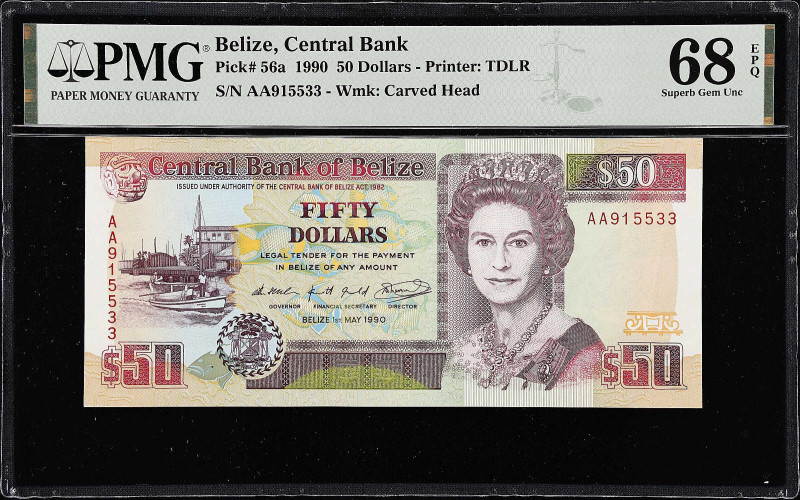 PMG®
PAPER MONEY GUARANTY
Belize, Central Bank
Pick# 56a 1990 50 Dollars - Printer: TDLR
S/N AA915533 - Wmk: Carved Head
68 EPQ
Superb Gem Unc
Central Bank of Belize
$50
ISSUED UNDER AUTHORITY OF THE CENTRAL BANK OF BELIZE ACT, 1982
AA915533
FIFTY
DOLLARS
AA915533
LEGAL TENDER FOR THE PAYMENT
IN BELIZE OF ANY AMOUNT
GOVERNOR FINANCIAL SECRETARY DIRECTOR
BELIZE 1ST MAY 1990
$50
$50